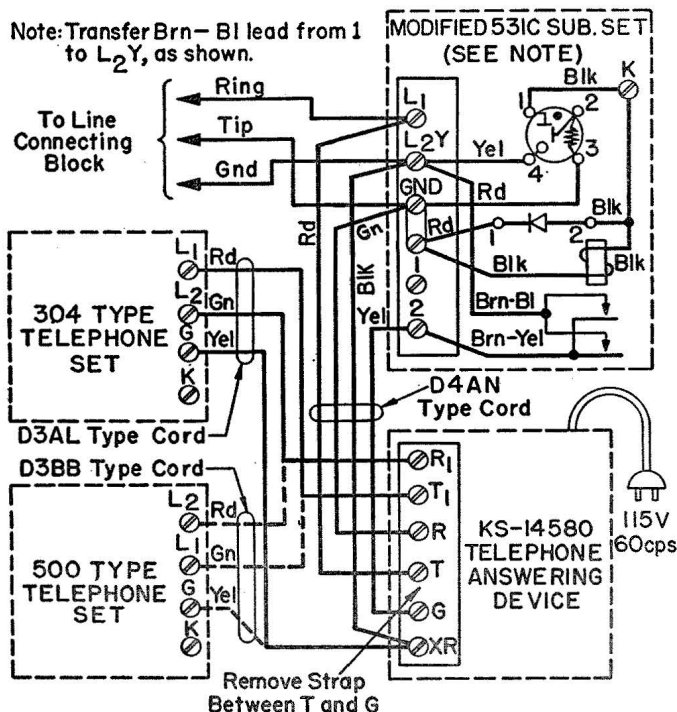 Note: Transfer Brn-Bl lead from 1
to L2Y, as shown.
MODIFIED 531C SUB. SET
(SEE NOTE)
To Line
Connecting
Block
Ring
Tip
Gnd
L1
L2Y
GND
1
2
Blk
K
1
2
3
4
Yel
Rd
Rd
1
2
Blk
Blk
Blk
Brn-Bl
Brn-Yel
Rd
Gn
Blk
Yel
304 TYPE
TELEPHONE
SET
L1
L2
G
K
Rd
Gn
Yel
D3AL Type Cord
D3BB Type Cord
D4AN
Type Cord
500 TYPE
TELEPHONE
SET
L2
L1
G
K
Rd
Gn
Yel
R1
T1
R
T
G
XR
KS-14580
TELEPHONE
ANSWERING
DEVICE
115V
60cps
Remove Strap
Between T and G